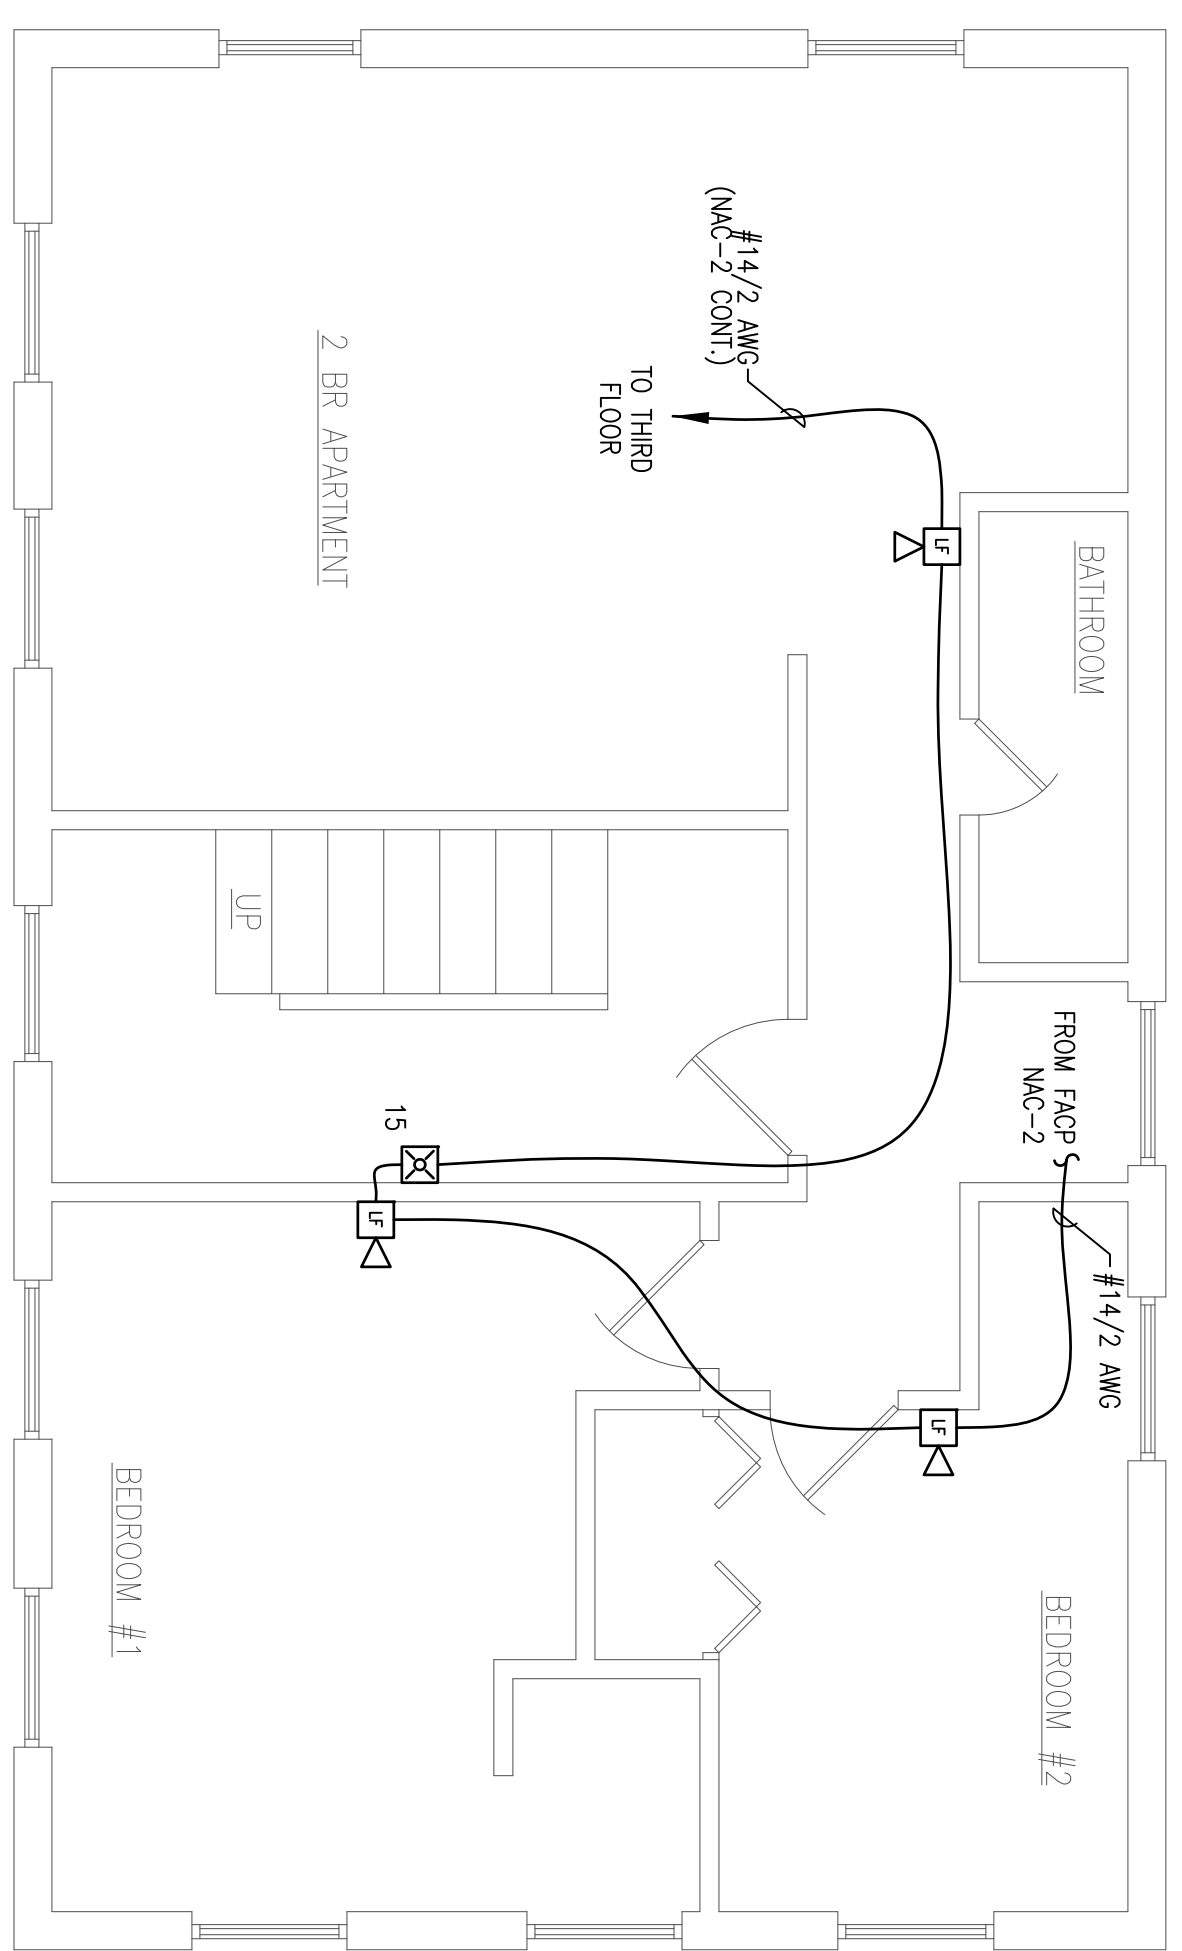 BATHROOM
FROM FACP
NAC-2
#14/2 AWG
#14/2 AWG
(NAC-2 CONT.)
LF
LF
BEDROOM #2
TO THIRD
FLOOR
15
LF
2 BR APARTMENT
UP
BEDROOM #1